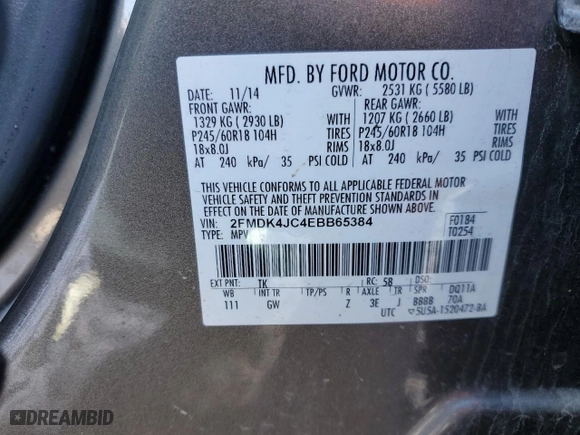 MFD. BY FORD MOTOR CO.
DATE: 11/14 GVWR: 2531 KG ( 5580 LB)
FRONT GAWR: REAR GAWR:
1329 KG ( 2930 LB) WITH 1207 KG ( 2660 LB) WITH
P245/60R18 104H TIRES P245/60R18 104H TIRES
18x8.0J RIMS 18x8.0J RIMS
AT 240 kPa/ 35 PSI COLD AT 240 kPa/ 35 PSI COLD
THIS VEHICLE CONFORMS TO ALL APPLICABLE FEDERAL MOTOR
VEHICLE SAFETY AND THEFT PREVENTION STANDARDS IN
EFFECT ON THE DATE OF MANUFACTURE SHOWN ABOVE.
VIN: 2FMDK4JC4EBB65384 F0184
TYPE: MPV T0254
EXT PNT: TK RC: 58 DSO:
WB INT TR TP/PS R AXLE TR SPR DQ11A
111 GW Z 3E J BBBB 70A
UTC ▽5U5A-1520472-BA
DREAMBID